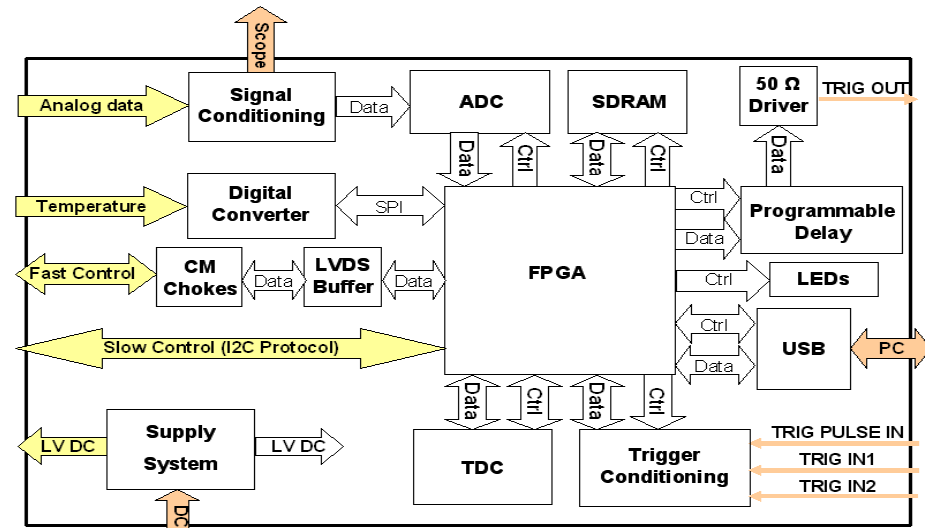 Scope
Analog data
Signal
Conditioning
Data
ADC
SDRAM
50 Ω
Driver
TRIG OUT
Data
Ctrl
Data
Ctrl
Data
Temperature
Digital
Converter
SPI
FPGA
Ctrl
Data
Programmable
Delay
Fast Control
CM
Chokes
Data
LVDS
Buffer
Data
Ctrl
LEDs
Slow Control (I2C Protocol)
Ctrl
Data
USB
PC
Data
Ctrl
Data
Ctrl
LV DC
Supply
System
LV DC
DC
TDC
Trigger
Conditioning
TRIG PULSE IN
TRIG IN1
TRIG IN2